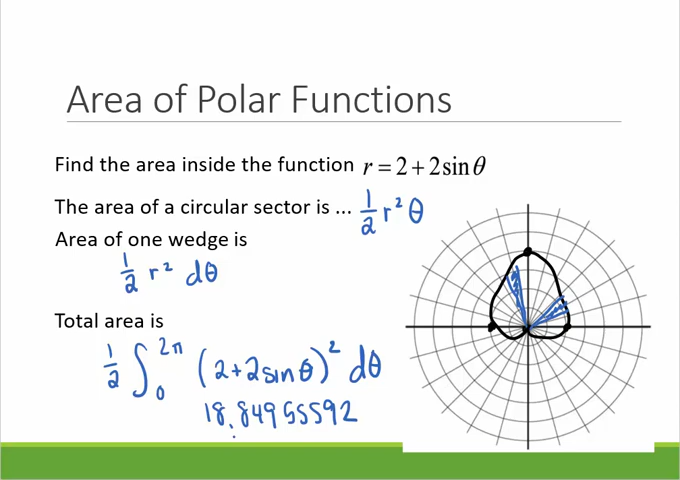 Area of Polar Functions
Find the area inside the function r = 2 + 2sinθ
The area of a circular sector is ... 1/2 r² θ
Area of one wedge is
1/2 r² dθ
Total area is
1/2 ∫₀^2π (2+2sinθ)² dθ
18.84955592